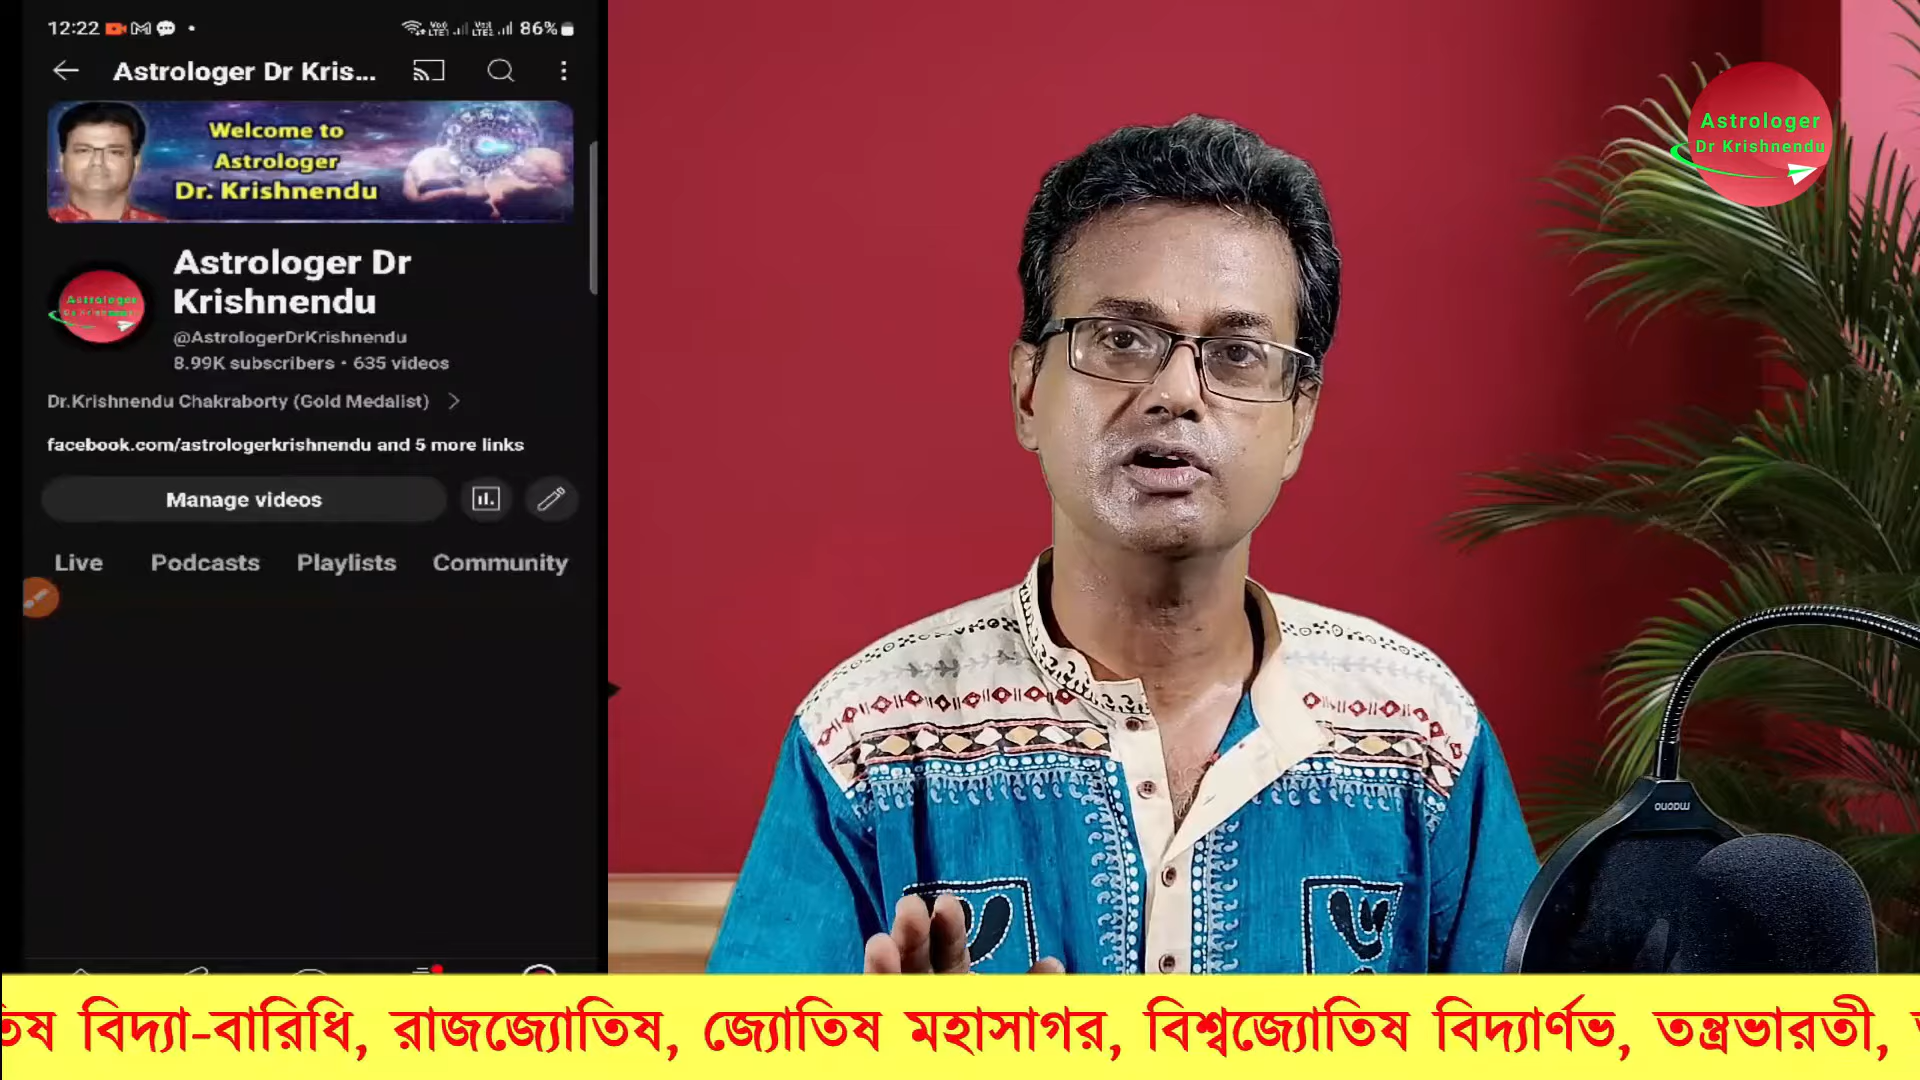 12:22
86%
Astrologer Dr Kris...
Welcome to
Astrologer
Dr. Krishnendu
Astrologer Dr
Krishnendu
@AstrologerDrKrishnendu
8.99K subscribers • 635 videos
Dr.Krishnendu Chakraborty (Gold Medalist)
facebook.com/astrologerkrishnendu and 5 more links
Manage videos
Live Podcasts Playlists Community
Astrologer
Dr Krishnendu
maono
বিদ্যা-বারিধি, রাজজ্যোতিষ, জ্যোতিষ মহাসাগর, বিশ্বজ্যোতিষ বিদ্যার্ণভ, তন্ত্রভারতী,